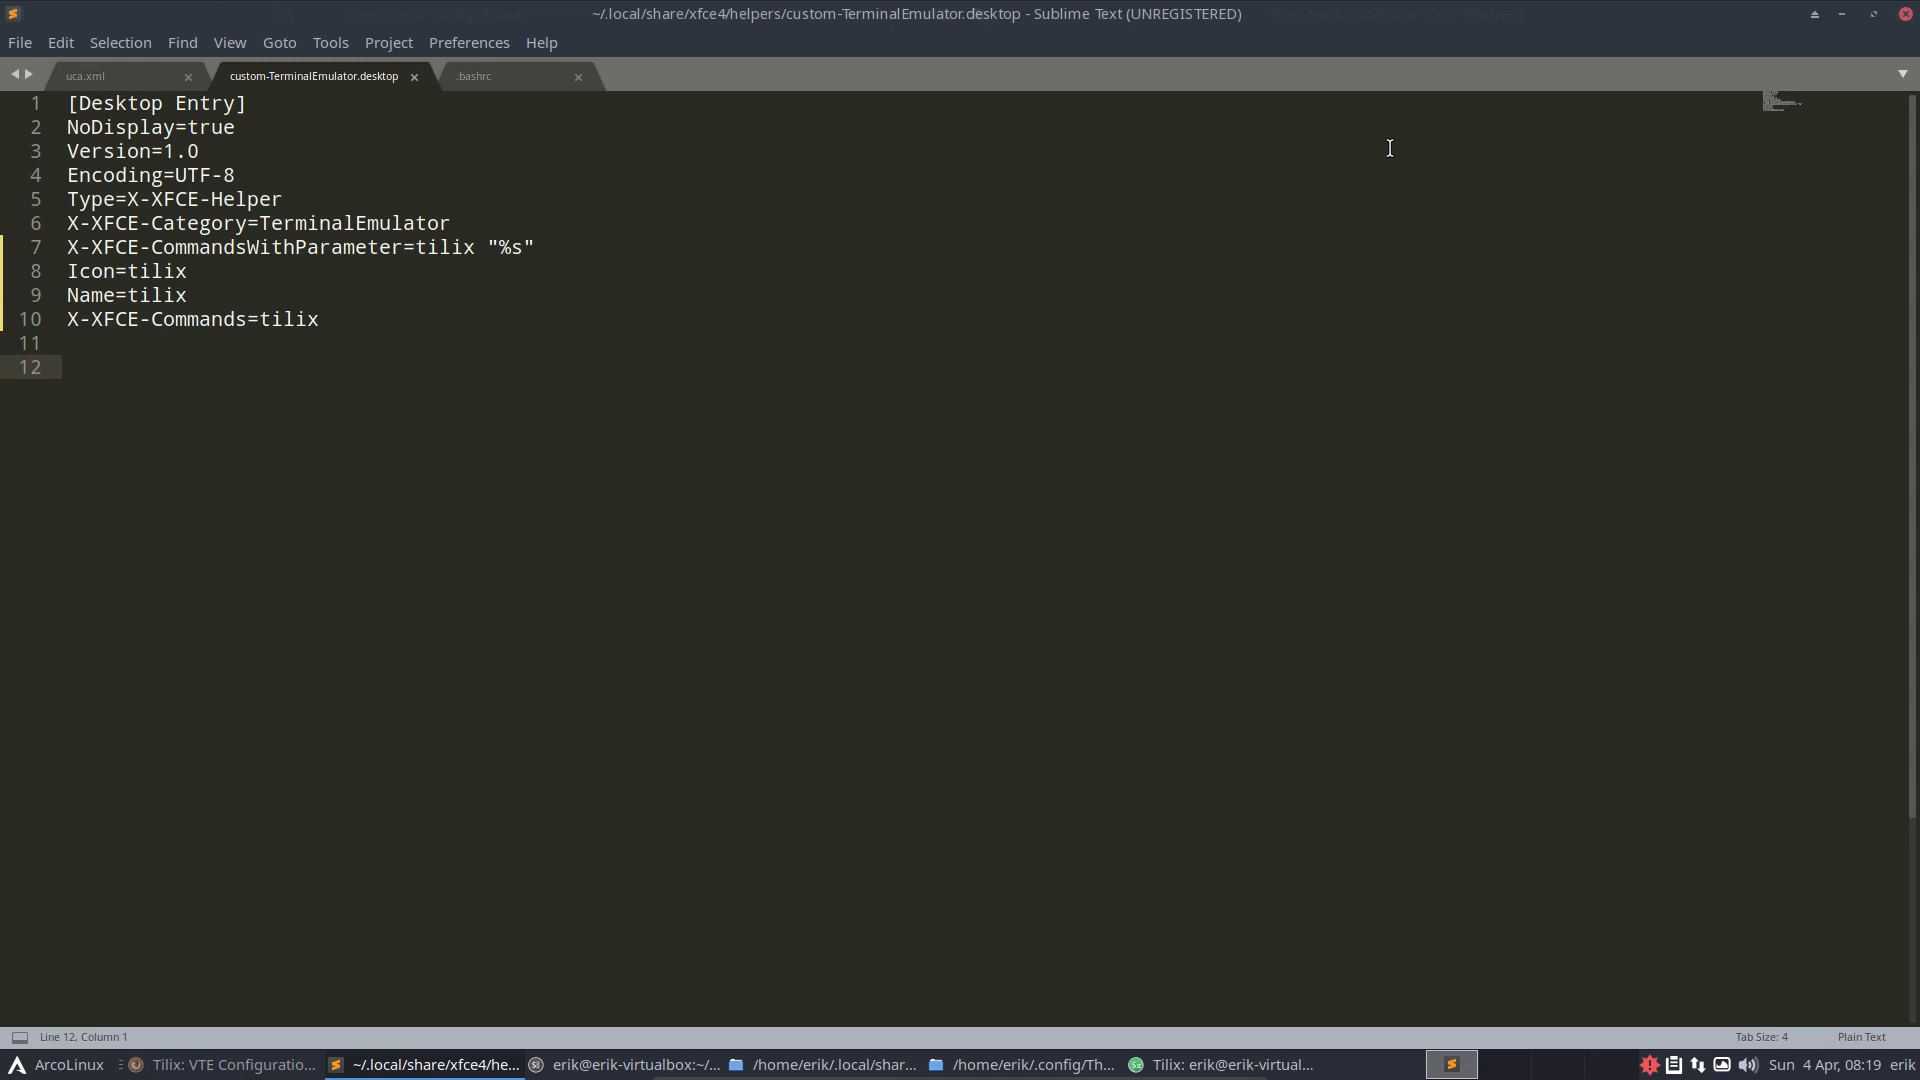 ~/.local/share/xfce4/helpers/custom-TerminalEmulator.desktop - Sublime Text (UNREGISTERED)
File Edit Selection Find View Goto Tools Project Preferences Help
uca.xml custom-TerminalEmulator.desktop .bashrc
1 [Desktop Entry]
2 NoDisplay=true
3 Version=1.0
4 Encoding=UTF-8
5 Type=X-XFCE-Helper
6 X-XFCE-Category=TerminalEmulator
7 X-XFCE-CommandsWithParameter=tilix "%s"
8 Icon=tilix
9 Name=tilix
10 X-XFCE-Commands=tilix
11
12
Line 12, Column 1 Tab Size: 4 Plain Text
ArcoLinux Tilix: VTE Configuratio... ~/.local/share/xfce4/he... erik@erik-virtualbox:~/... /home/erik/.local/shar... /home/erik/.config/Th... Tilix: erik@erik-virtual... Sun 4 Apr, 08:19 erik